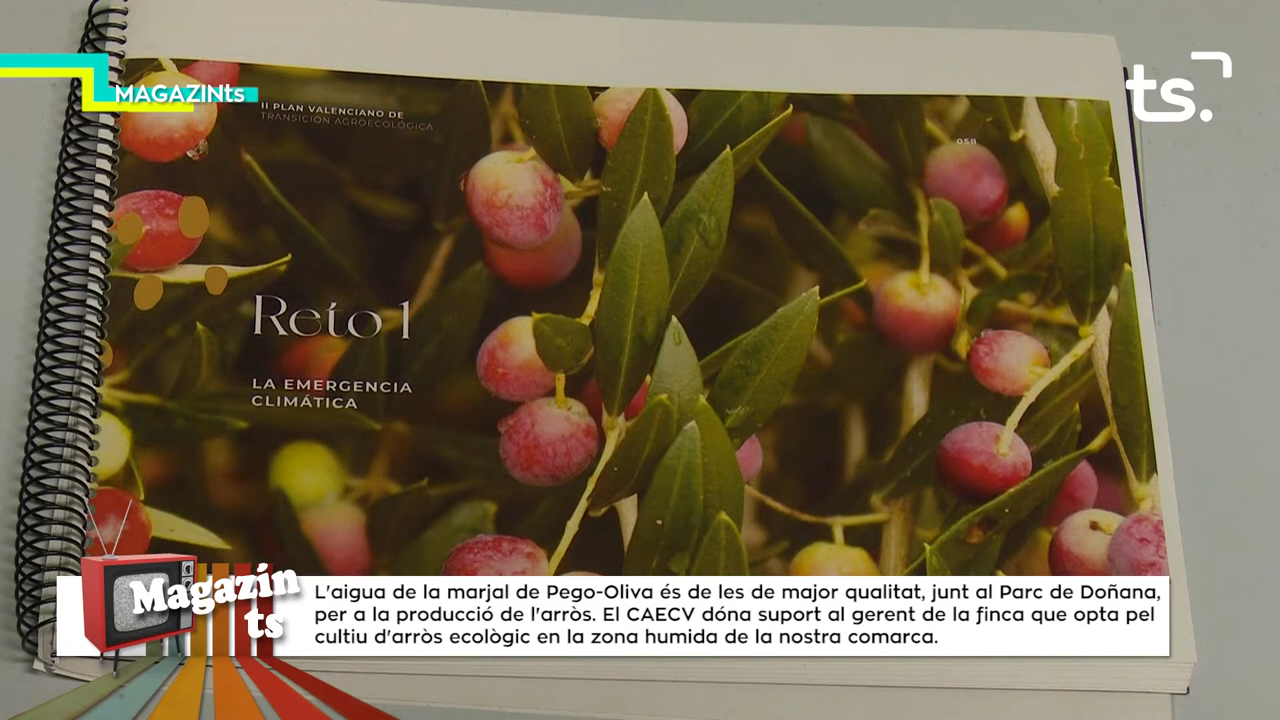 MAGAZINts
ts.
II PLAN VALENCIANO DE
TRANSICIÓN AGROECOLÓGICA
058
Reto 1
LA EMERGENCIA
CLIMÁTICA
Magazin
ts
L'aigua de la marjal de Pego-Oliva és de les de major qualitat, junt al Parc de Doñana,
per a la producció de l'arròs. El CAECV dóna suport al gerent de la finca que opta pel
cultiu d'arròs ecològic en la zona humida de la nostra comarca.